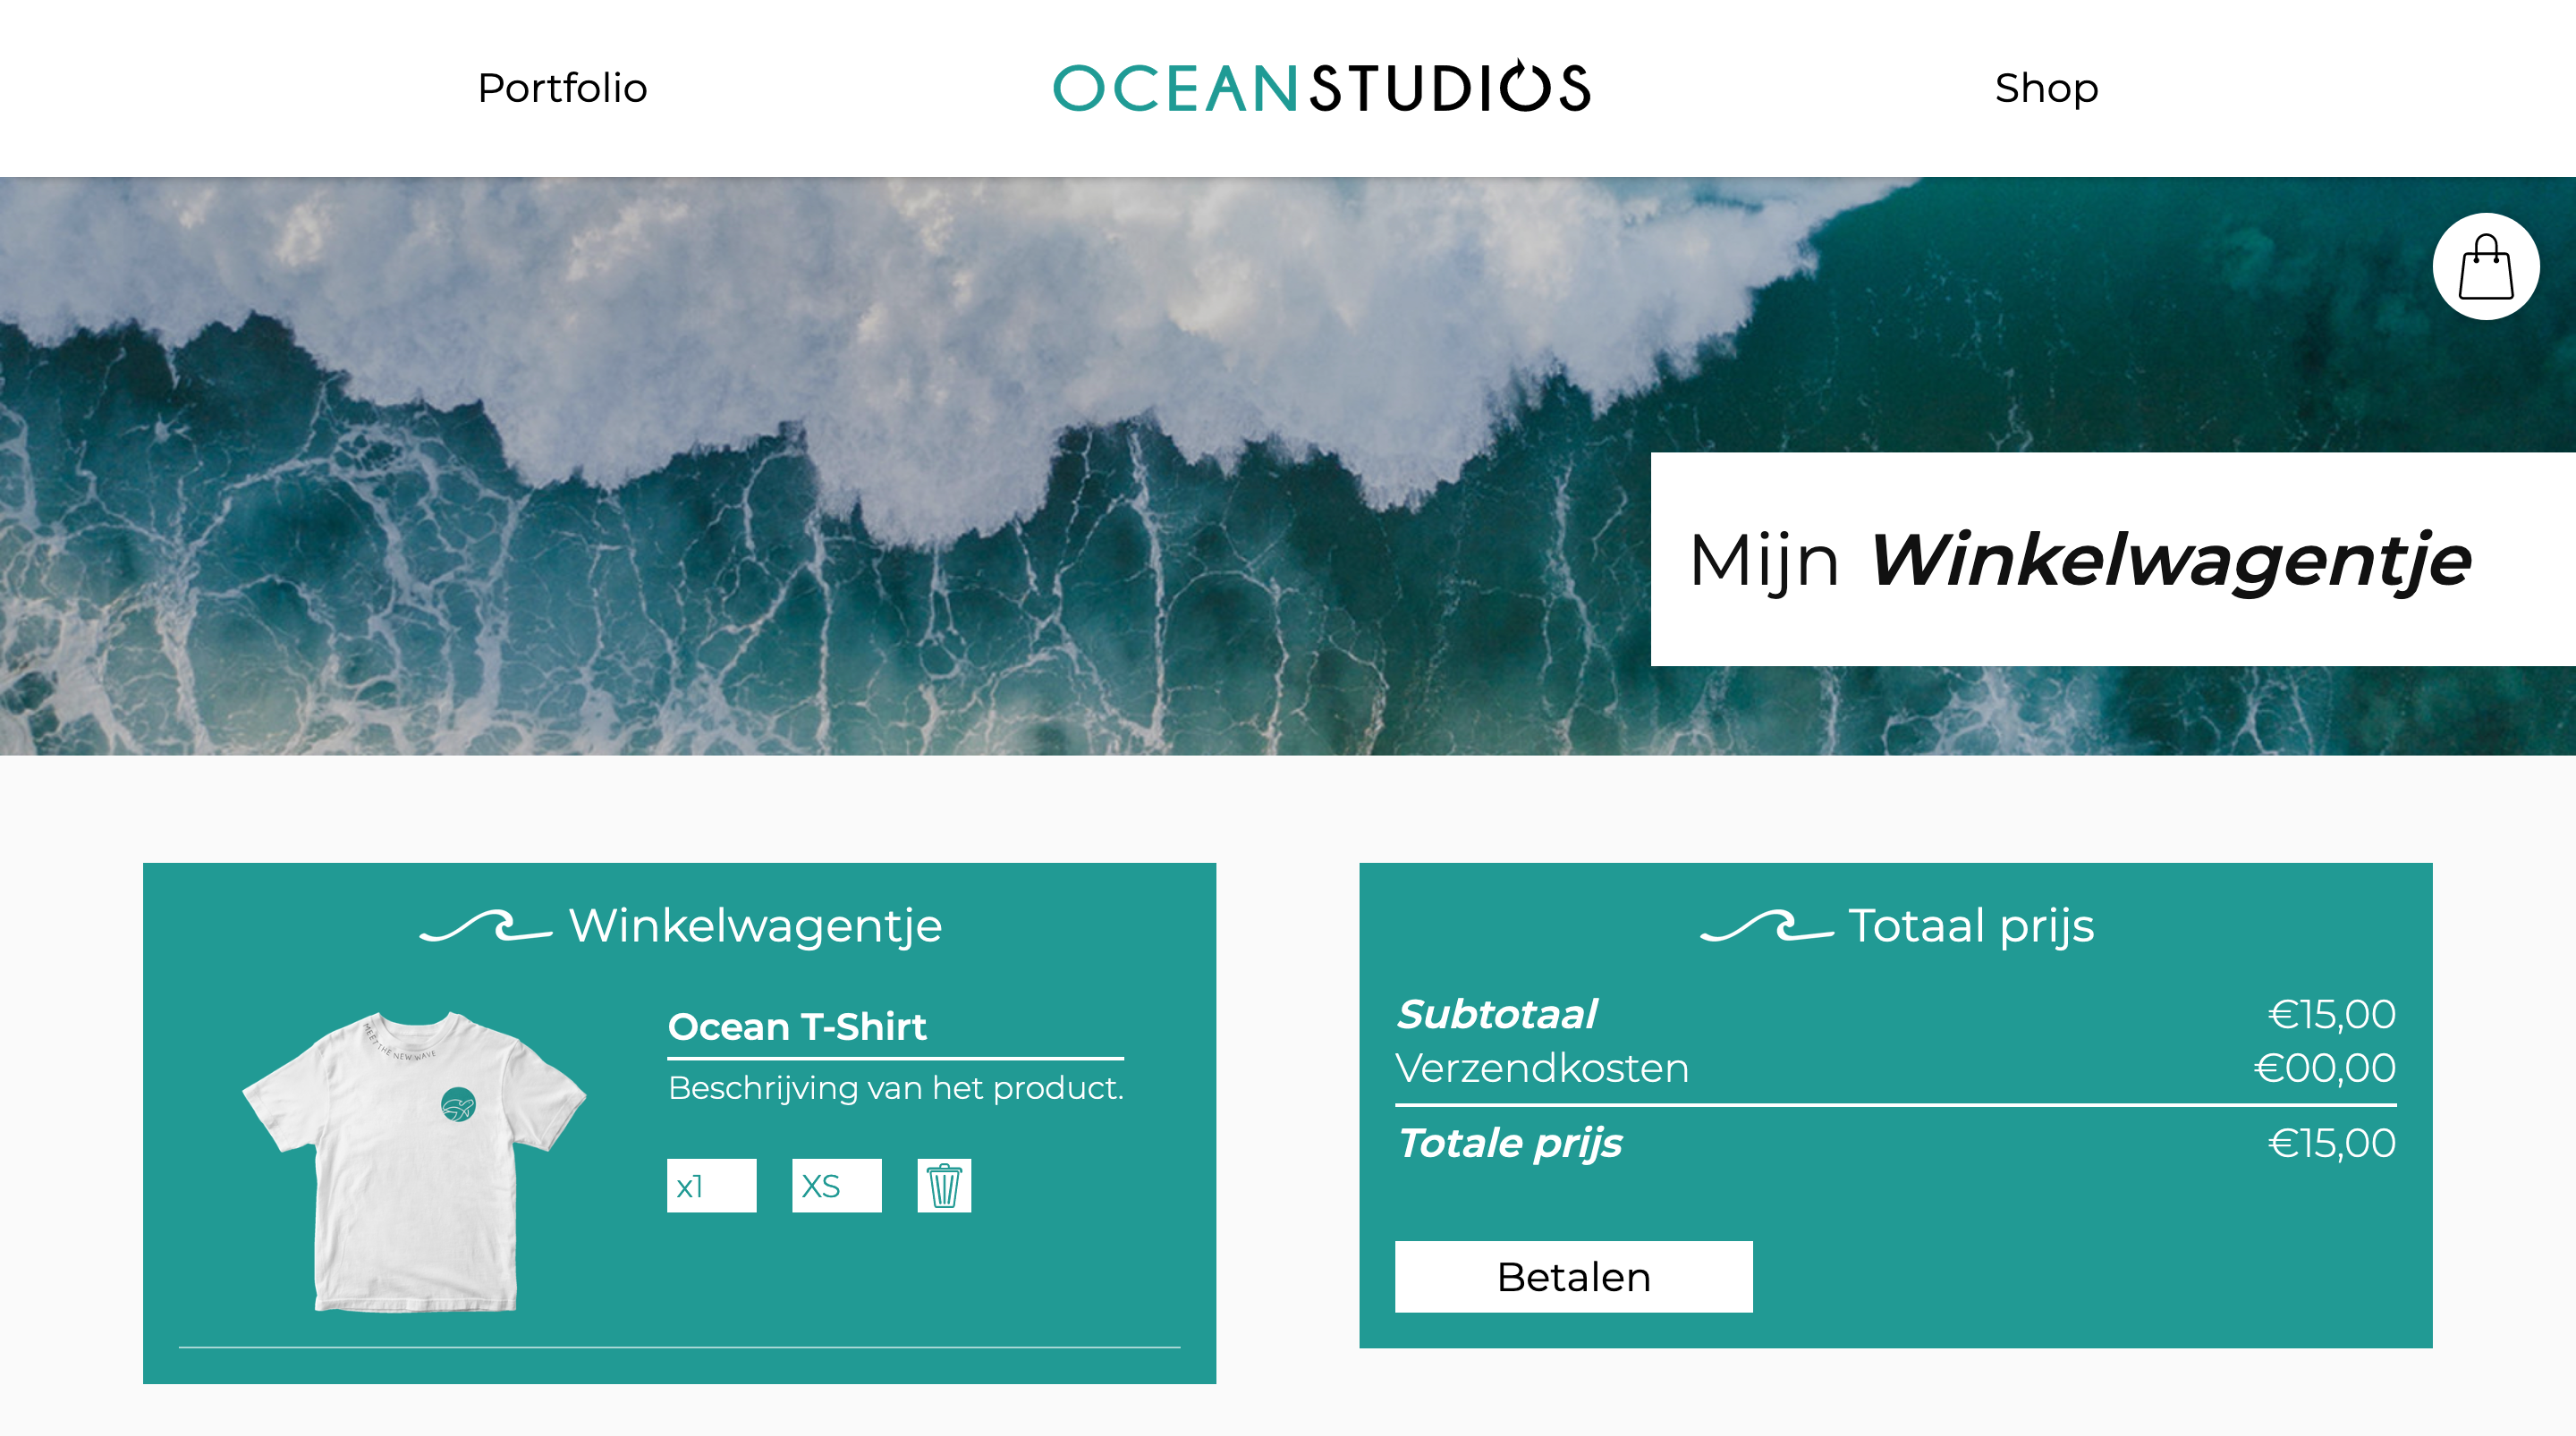 Portfolio
OCEANSTUDIOS
Shop
Mijn Winkelwagentje
Winkelwagentje
MEET THE NEW WAVE
Ocean T-Shirt
Beschrijving van het product.
x1
XS
Totaal prijs
Subtotaal €15,00
Verzendkosten €00,00
Totale prijs €15,00
Betalen